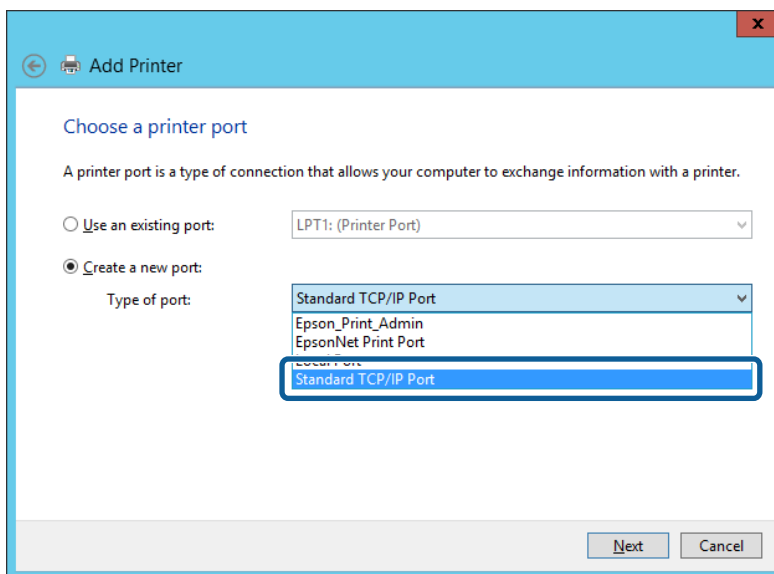 x
Add Printer
Choose a printer port
A printer port is a type of connection that allows your computer to exchange information with a printer.
Use an existing port: LPT1: (Printer Port)
Create a new port:
Type of port: Standard TCP/IP Port
Epson_Print_Admin
EpsonNet Print Port
Local Port
Standard TCP/IP Port
Next Cancel